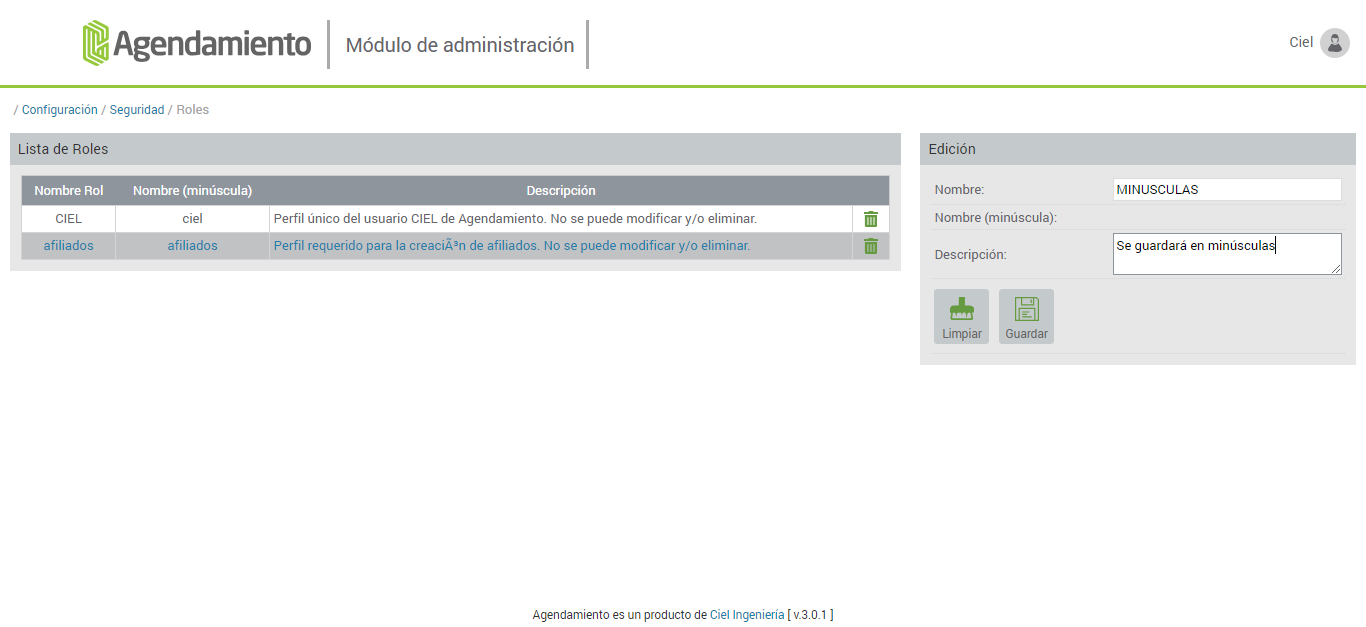 Agendamiento Módulo de administración Ciel
/ Configuración / Seguridad / Roles
Lista de Roles
Nombre Rol Nombre (minúscula) Descripción
CIEL ciel Perfil único del usuario CIEL de Agendamiento. No se puede modificar y/o eliminar.
afiliados afiliados Perfil requerido para la creaciÃ³n de afiliados. No se puede modificar y/o eliminar.
Edición
Nombre: MINUSCULAS
Nombre (minúscula):
Descripción: Se guardará en minúsculas
Limpiar Guardar
Agendamiento es un producto de Ciel Ingeniería [ v.3.0.1 ]